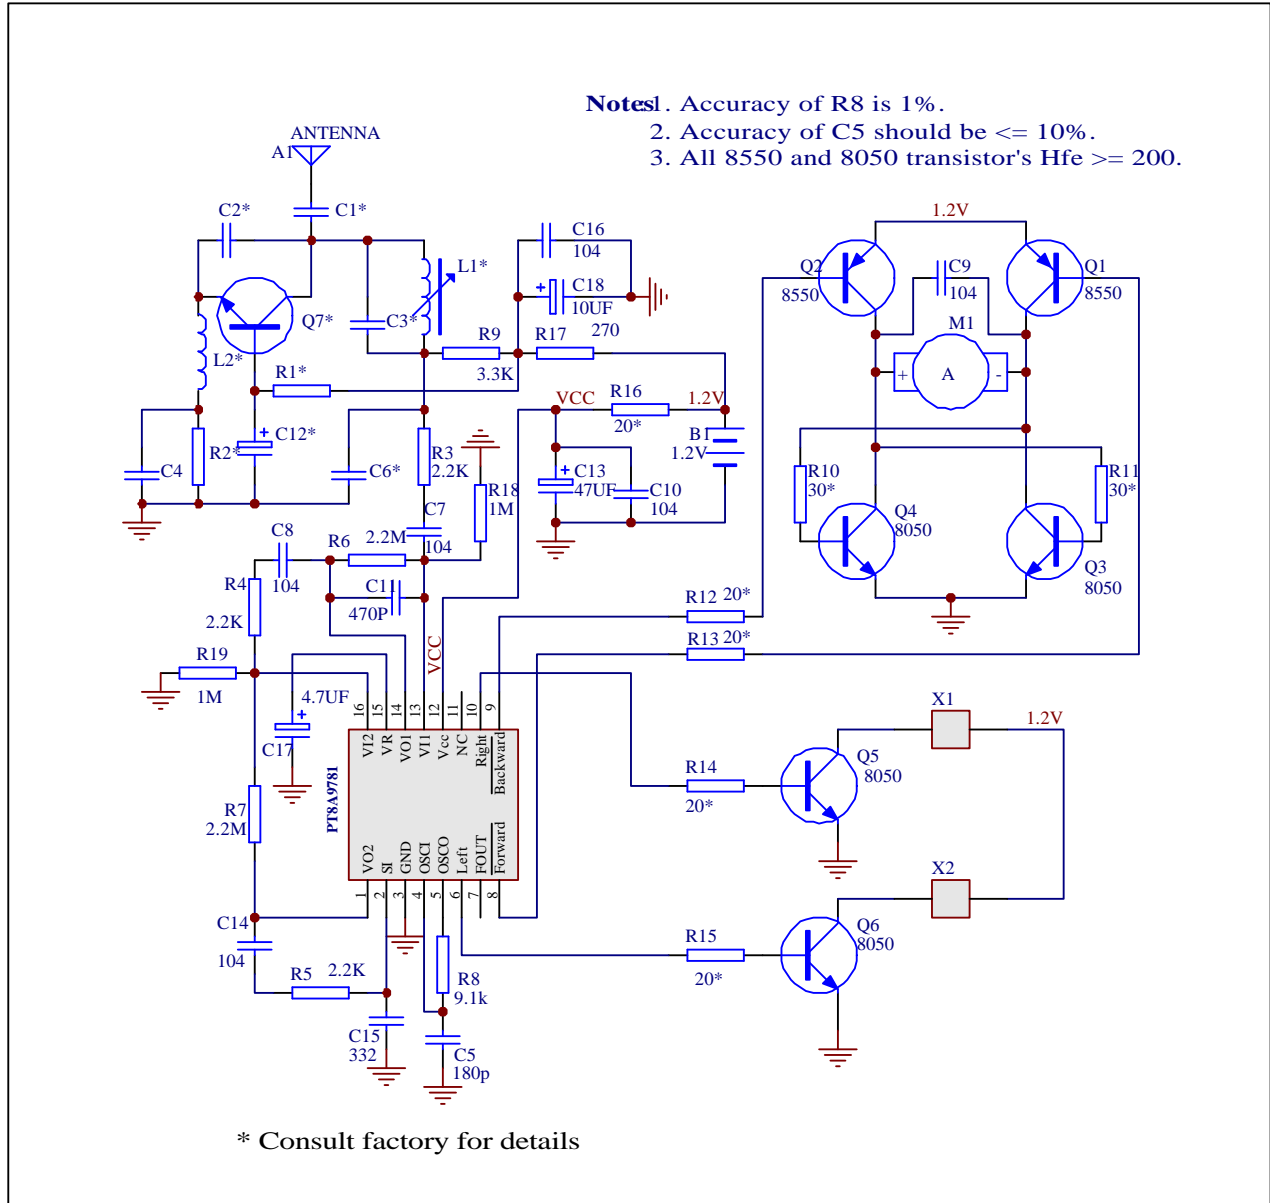 Notes:1. Accuracy of R8 is 1%.
2. Accuracy of C5 should be <= 10%.
3. All 8550 and 8050 transistor's Hfe >= 200.
ANTENNA
A1
C2*
C1*
C16
104
1.2V
L1*
C18
10UF
270
Q7*
C3*
R9
3.3K
R17
Q2
8550
C9
104
Q1
8550
M1
+
A
-
L2*
R1*
VCC
R16
20*
1.2V
B1
1.2V
C4
R2*
C12*
C6*
R3
2.2K
R18
1M
C13
47UF
C10
104
R10
30*
R11
30*
Q4
8050
Q3
8050
C7
104
C8
104
R6
2.2M
R4
2.2K
C11
470P
R12
20*
R13
20*
R19
1M
4.7UF
C17
VCC
16
15
14
13
12
11
10
9
VI2
VR
VO1
VI1
Vcc
NC
Right
Backward
PT8A9781
VO2
SI
GND
OSCI
OSCO
Left
FOUT
Forward
1
2
3
4
5
6
7
8
X1
1.2V
Q5
8050
R14
20*
R7
2.2M
X2
Q6
8050
R15
20*
C14
104
R5
2.2K
R8
9.1k
C15
332
C5
180p
* Consult factory for details